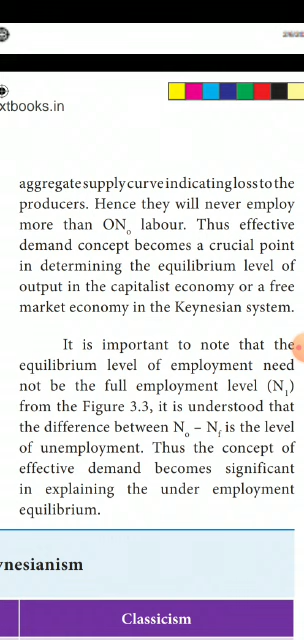 xtbooks.in
aggregate supply curve indicating loss to the
producers. Hence they will never employ
more than ON₀ labour. Thus effective
demand concept becomes a crucial point
in determining the equilibrium level of
output in the capitalist economy or a free
market economy in the Keynesian system.
It is important to note that the
equilibrium level of employment need
not be the full employment level (N₁)
from the Figure 3.3, it is understood that
the difference between N₀ – Nf is the level
of unemployment. Thus the concept of
effective demand becomes significant
in explaining the under employment
equilibrium.
ynesianism
Classicism